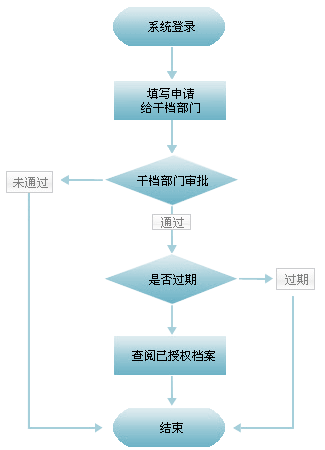 系统登录
填写申请
给干档部门
干档部门审批
未通过
通过
是否过期
过期
查阅已授权档案
结束